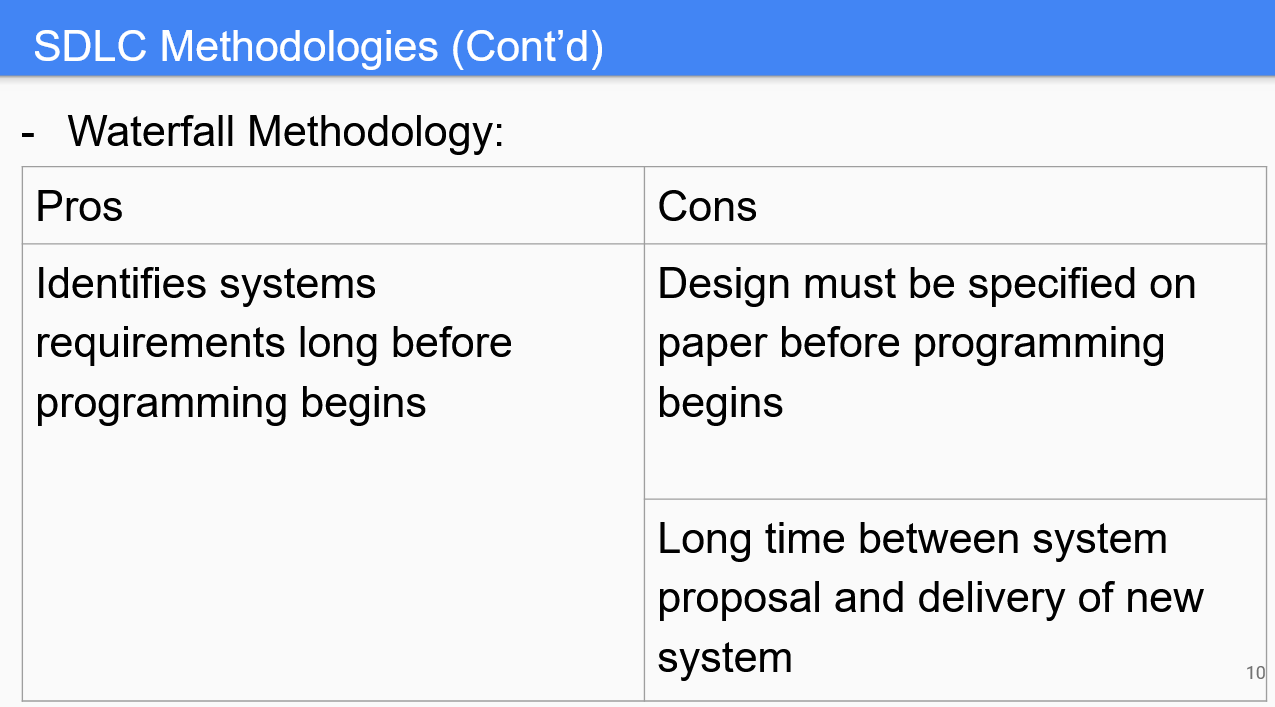 SDLC Methodologies (Cont’d)
- Waterfall Methodology:
Pros
Cons
Identifies systems
requirements long before
programming begins
Design must be specified on
paper before programming
begins
Long time between system
proposal and delivery of new
system
10